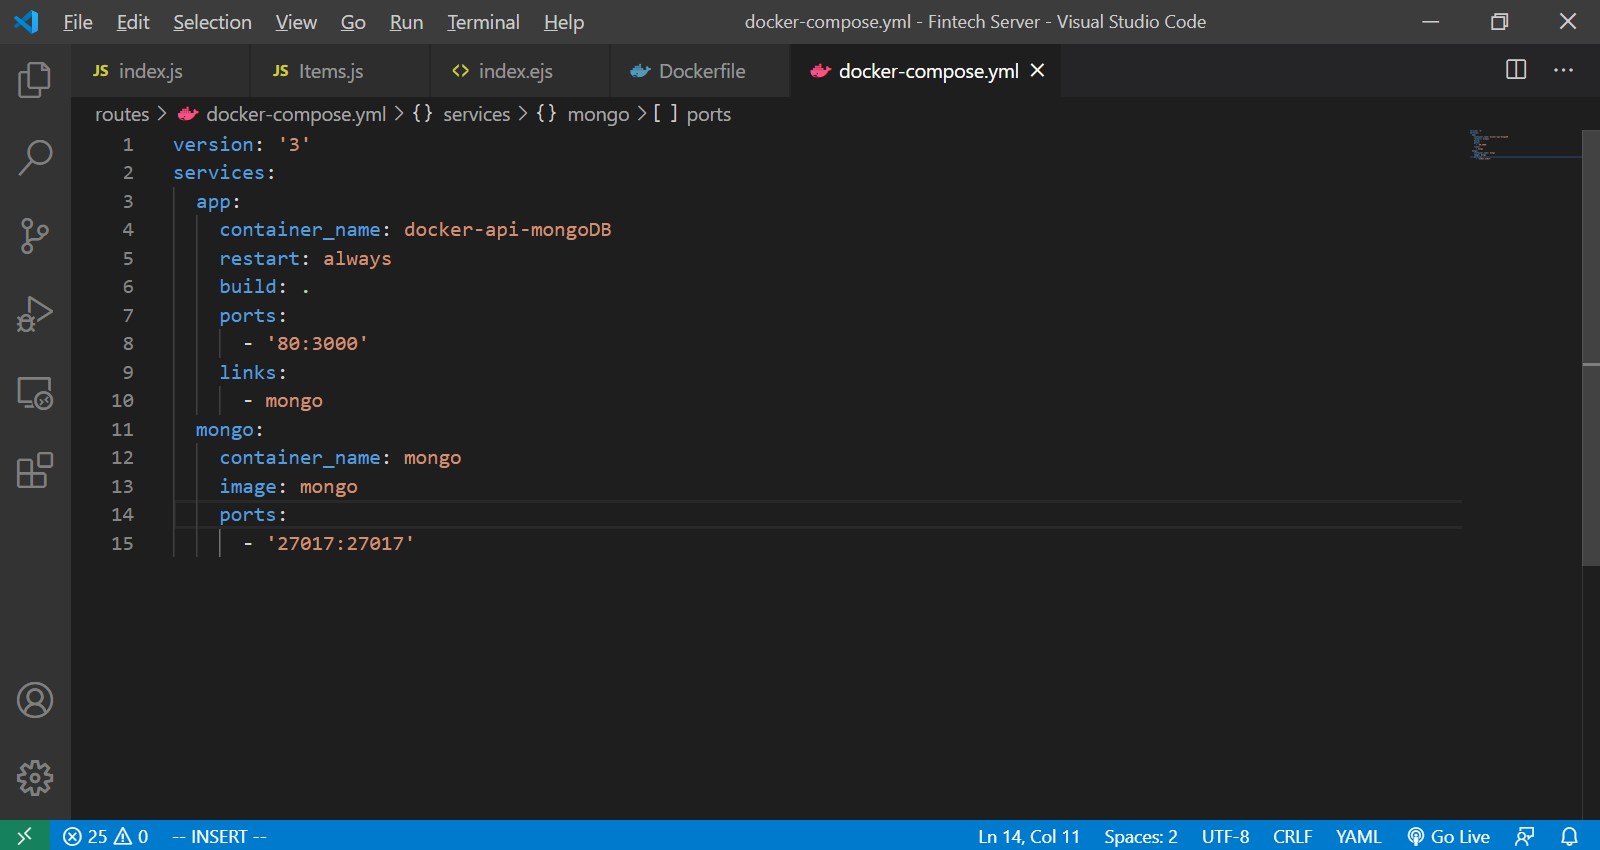 File Edit Selection View Go Run Terminal Help docker-compose.yml - Fintech Server - Visual Studio Code
JS index.js JS Items.js <> index.ejs Dockerfile docker-compose.yml
routes > docker-compose.yml > {} services > {} mongo > [ ] ports
1 version: '3'
2 services:
3 app:
4 container_name: docker-api-mongoDB
5 restart: always
6 build: .
7 ports:
8 - '80:3000'
9 links:
10 - mongo
11 mongo:
12 container_name: mongo
13 image: mongo
14 ports:
15 - '27017:27017'
25 0 -- INSERT -- Ln 14, Col 11 Spaces: 2 UTF-8 CRLF YAML Go Live